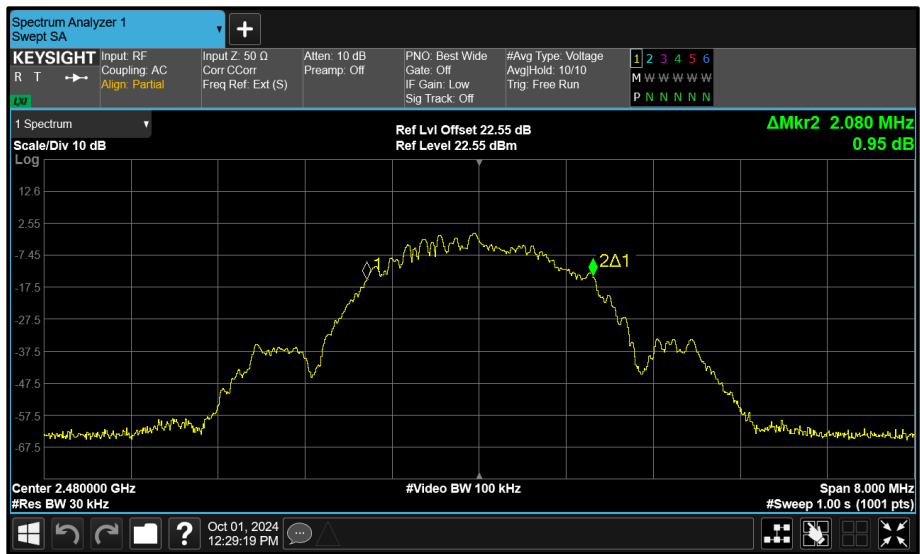 Spectrum Analyzer 1
Swept SA
KEYSIGHT
R T
LXI
Input: RF
Coupling: AC
Align: Partial
Input Z: 50 Ω
Corr CCorr
Freq Ref: Ext (S)
Atten: 10 dB
Preamp: Off
PNO: Best Wide
Gate: Off
IF Gain: Low
Sig Track: Off
#Avg Type: Voltage
Avg|Hold: 10/10
Trig: Free Run
1 2 3 4 5 6
M W W W W W
P N N N N N
1 Spectrum
Scale/Div 10 dB
Ref Lvl Offset 22.55 dB
Ref Level 22.55 dBm
ΔMkr2 2.080 MHz
0.95 dB
Log
12.6
2.55
-7.45
-17.5
-27.5
-37.5
-47.5
-57.5
-67.5
1
2Δ1
Center 2.480000 GHz
#Video BW 100 kHz
Span 8.000 MHz
#Res BW 30 kHz
#Sweep 1.00 s (1001 pts)
?
Oct 01, 2024
12:29:19 PM